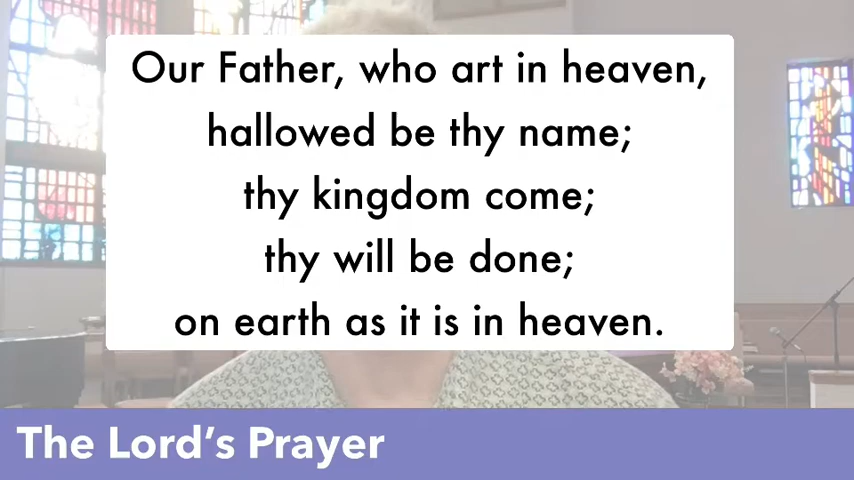 Our Father, who art in heaven,
hallowed be thy name;
thy kingdom come;
thy will be done;
on earth as it is in heaven.
The Lord's Prayer